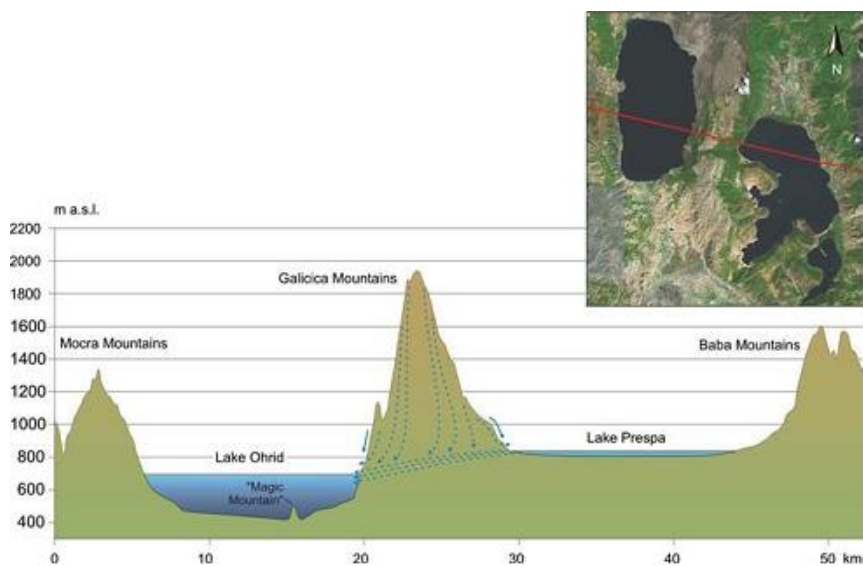 N
m a.s.l.
2200
2000
1800
1600
1400
1200
1000
800
600
400
Galicica Mountains
Mocra Mountains
Baba Mountains
Lake Ohrid
Lake Prespa
"Magic
Mountain"
0 10 20 30 40 50 km